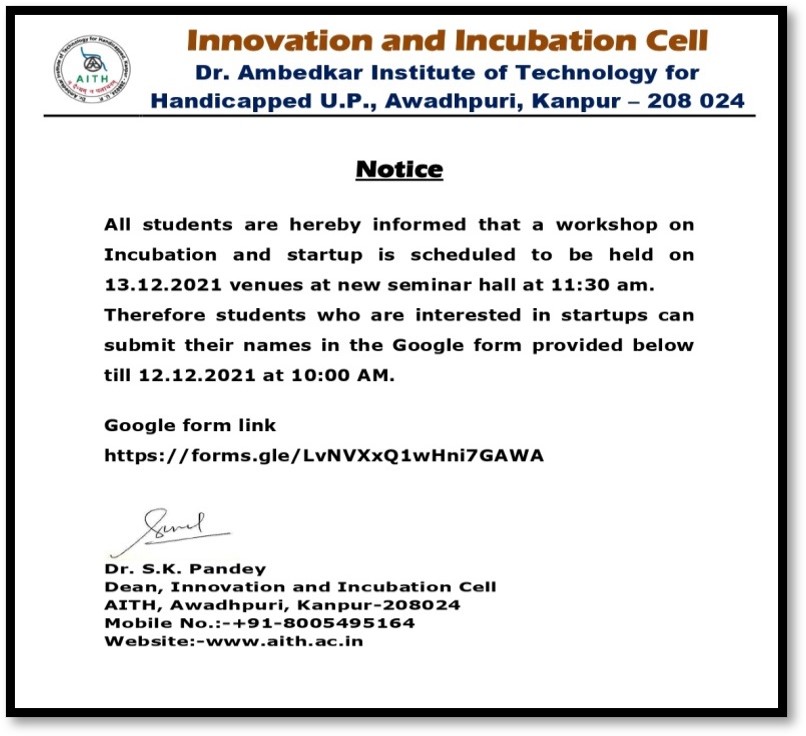 Innovation and Incubation Cell
Dr. Ambedkar Institute of Technology for
Handicapped U.P., Awadhpuri, Kanpur – 208 024
AITH
Notice
All students are hereby informed that a workshop on
Incubation and startup is scheduled to be held on
13.12.2021 venues at new seminar hall at 11:30 am.
Therefore students who are interested in startups can
submit their names in the Google form provided below
till 12.12.2021 at 10:00 AM.
Google form link
https://forms.gle/LvNVXxQ1wHni7GAWA
Dr. S.K. Pandey
Dean, Innovation and Incubation Cell
AITH, Awadhpuri, Kanpur-208024
Mobile No.:-+91-8005495164
Website:-www.aith.ac.in